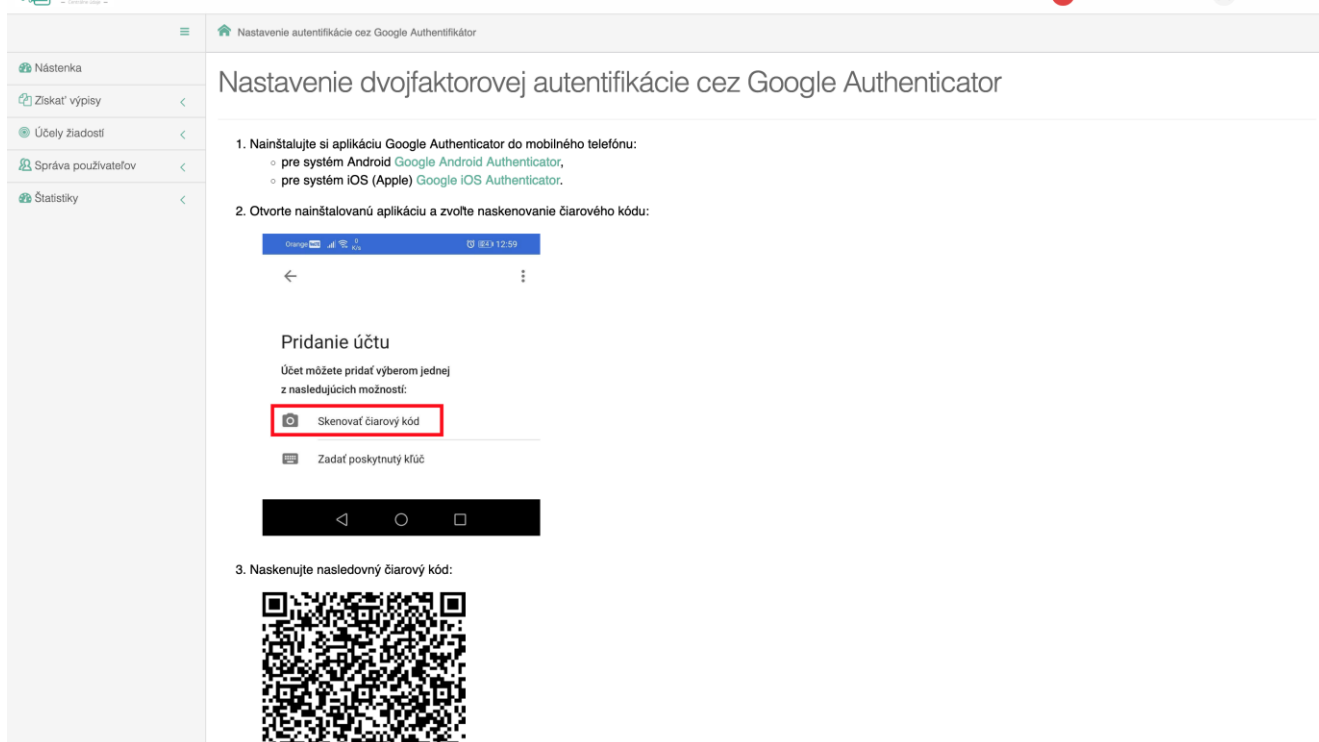 Nastavenie autentifikácie cez Google Authentifikátor
Nástenka
Získať výpisy
Účely žiadostí
Správa používateľov
Štatistiky
Nastavenie dvojfaktorovej autentifikácie cez Google Authenticator
1. Nainštalujte si aplikáciu Google Authenticator do mobilného telefónu:
pre systém Android Google Android Authenticator,
pre systém iOS (Apple) Google iOS Authenticator.
2. Otvorte nainštalovanú aplikáciu a zvoľte naskenovanie čiarového kódu:
Orange 0 K/s 12:59
Pridanie účtu
Účet môžete pridať výberom jednej
z nasledujúcich možností:
Skenovať čiarový kód
Zadať poskytnutý kľúč
3. Naskenujte nasledovný čiarový kód: